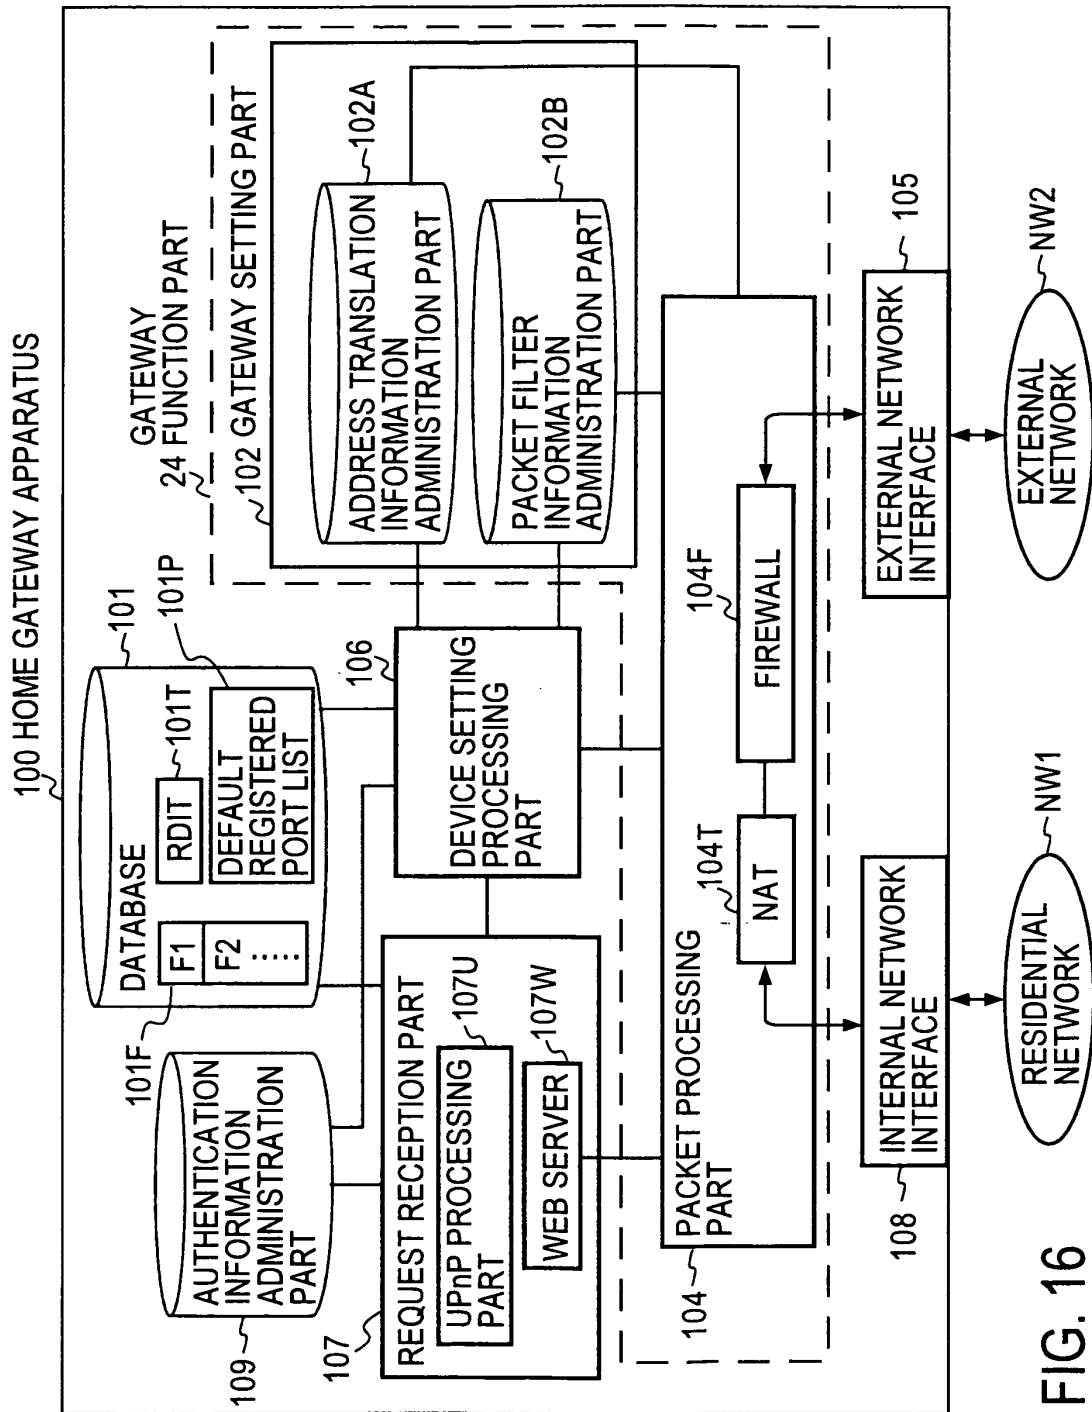 100 HOME GATEWAY APPARATUS
109
AUTHENTICATION
INFORMATION
ADMINISTRATION
PART
101F
DATABASE
F1
F2
RDIT
DEFAULT
REGISTERED
PORT LIST
101
101T
101P
GATEWAY
24 FUNCTION PART
102 GATEWAY SETTING PART
ADDRESS TRANSLATION
INFORMATION
ADMINISTRATION PART
102A
PACKET FILTER
INFORMATION
ADMINISTRATION PART
102B
107
REQUEST RECEPTION PART
UPnP PROCESSING
PART
107U
WEB SERVER
107W
106
DEVICE SETTING
PROCESSING
PART
104
PACKET PROCESSING
PART
104T
NAT
104F
FIREWALL
108
INTERNAL NETWORK
INTERFACE
EXTERNAL NETWORK
INTERFACE
105
RESIDENTIAL
NETWORK
NW1
EXTERNAL
NETWORK
NW2
FIG. 16